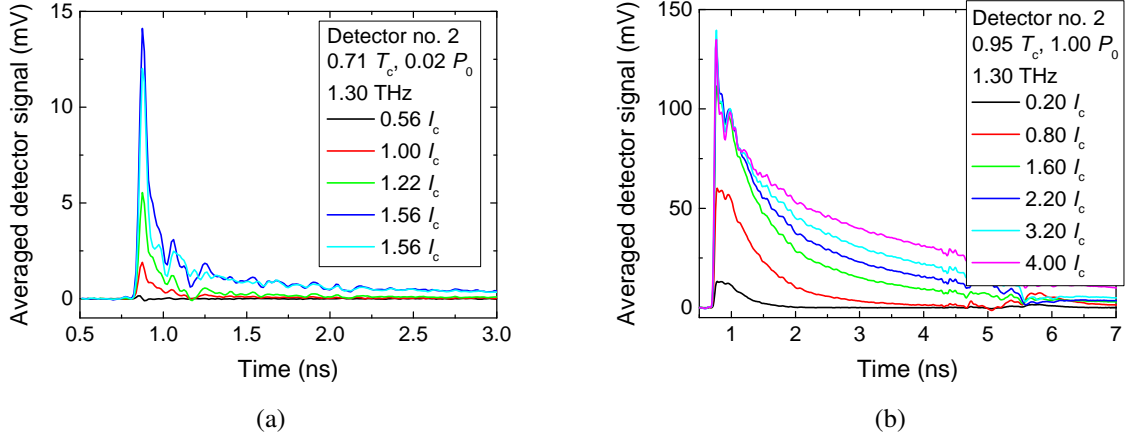 Averaged detector signal (mV)
15
10
5
0
0.5
1.0
1.5
2.0
2.5
3.0
Time (ns)
Detector no. 2
0.71 Tc, 0.02 P0
1.30 THz
0.56 Ic
1.00 Ic
1.22 Ic
1.56 Ic
1.56 Ic
(a)
Averaged detector signal (mV)
150
100
50
0
1
2
3
4
5
6
7
Time (ns)
Detector no. 2
0.95 Tc, 1.00 P0
1.30 THz
0.20 Ic
0.80 Ic
1.60 Ic
2.20 Ic
3.20 Ic
4.00 Ic
(b)